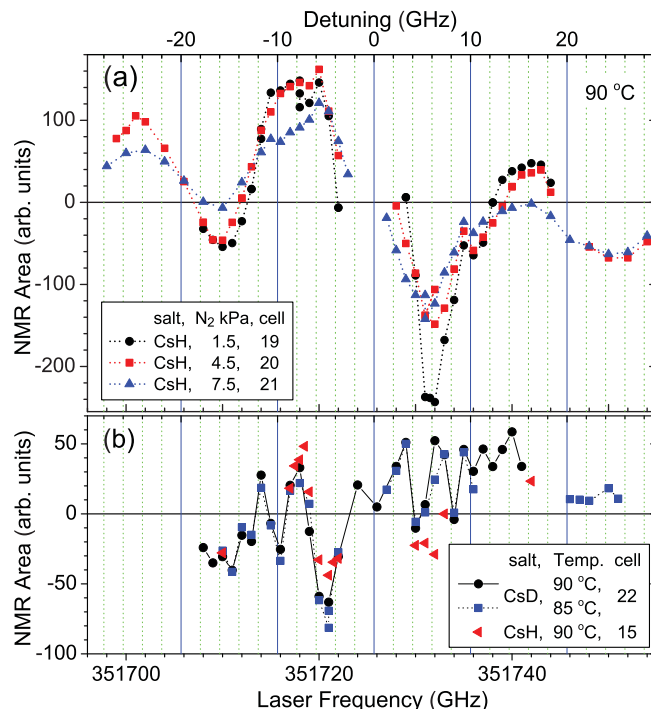 Detuning (GHz)
-20 -10 0 10 20
(a)
90 °C
100
0
-100
-200
NMR Area (arb. units)
salt, N₂ kPa, cell
CsH, 1.5, 19
CsH, 4.5, 20
CsH, 7.5, 21
(b)
50
0
-50
-100
NMR Area (arb. units)
salt, Temp. cell
CsD, 90 °C, 22
85 °C,
CsH, 90 °C, 15
351700 351720 351740
Laser Frequency (GHz)